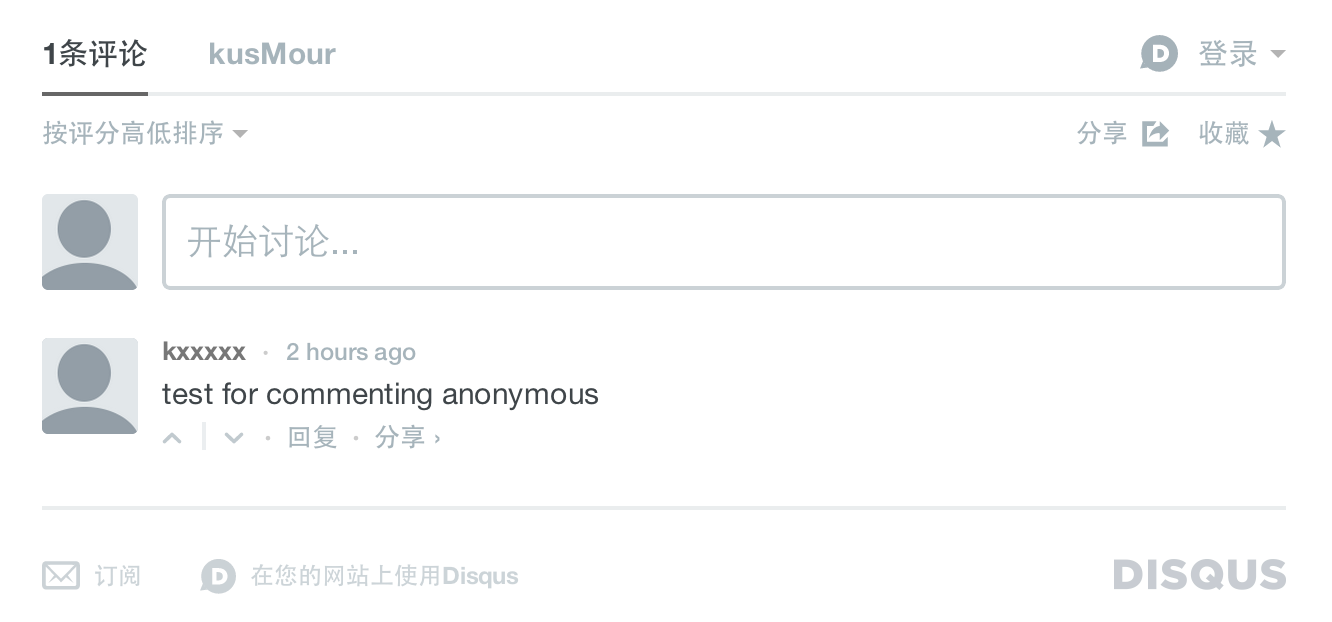 1条评论 kusMour 登录
按评分高低排序 分享 收藏
开始讨论...
kxxxxx · 2 hours ago
test for commenting anonymous
· 回复 · 分享 ›
订阅 在您的网站上使用Disqus DISQUS